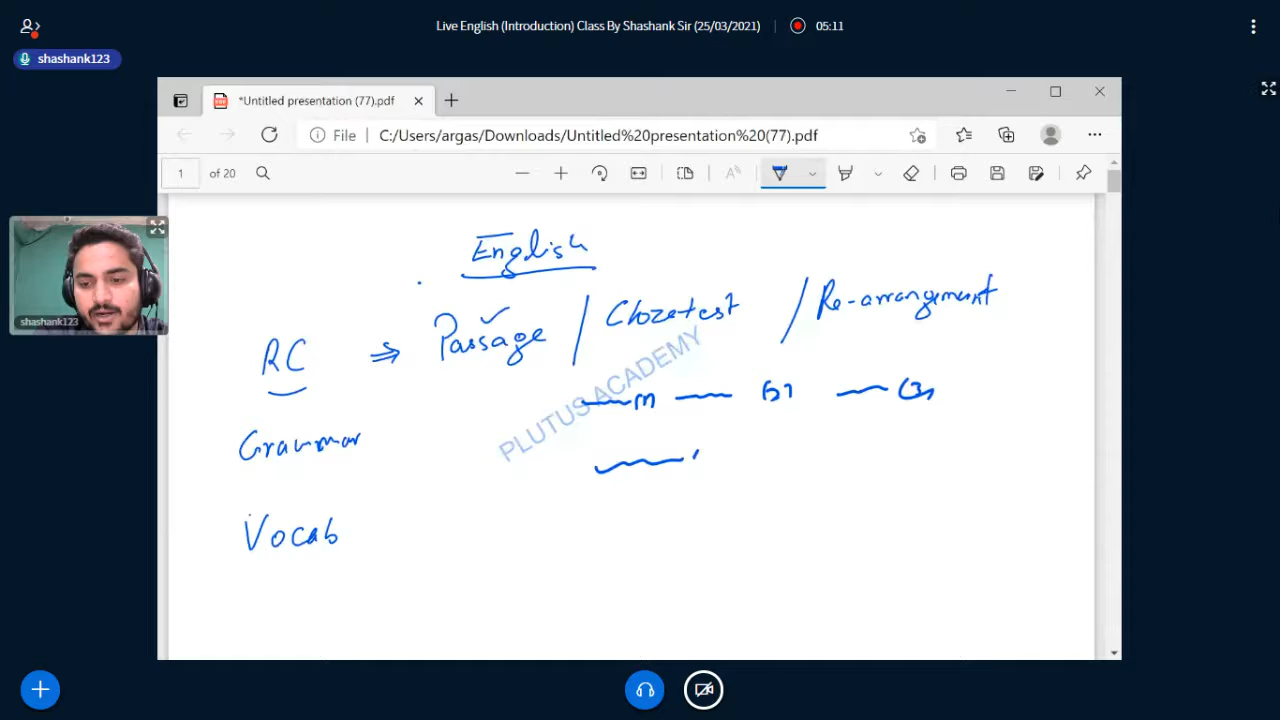 Live English (Introduction) Class By Shashank Sir (25/03/2021) 05:11
shashank123
*Untitled presentation (77).pdf
File C:/Users/argas/Downloads/Untitled%20presentation%20(77).pdf
1 of 20
shashank123
English
RC ⇒ Passage / Clozetest / Re-arrangement
PLUTUS ACADEMY
Grammar
Vocab